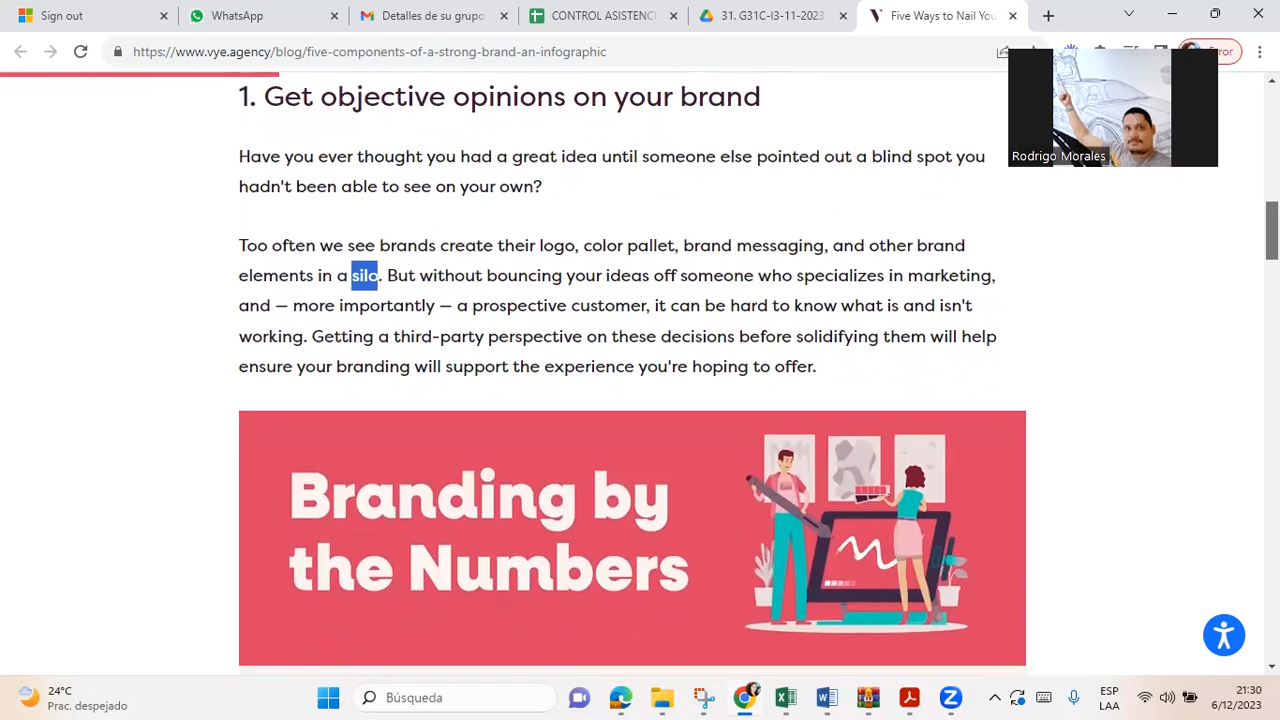 Sign out
WhatsApp
Detalles de su grupo
CONTROL ASISTENC
31.G31C-I3-11-2023
Five Ways to Nail You
https://www.vye.agency/blog/five-components-of-a-strong-brand-an-infographic
Error
Rodrigo Morales
1. Get objective opinions on your brand
Have you ever thought you had a great idea until someone else pointed out a blind spot you
hadn't been able to see on your own?
Too often we see brands create their logo, color pallet, brand messaging, and other brand
elements in a silo. But without bouncing your ideas off someone who specializes in marketing,
and — more importantly — a prospective customer, it can be hard to know what is and isn't
working. Getting a third-party perspective on these decisions before solidifying them will help
ensure your branding will support the experience you're hoping to offer.
Branding by
the Numbers
24°C
Prac. despejado
Búsqueda
ESP
LAA
21:30
6/12/2023